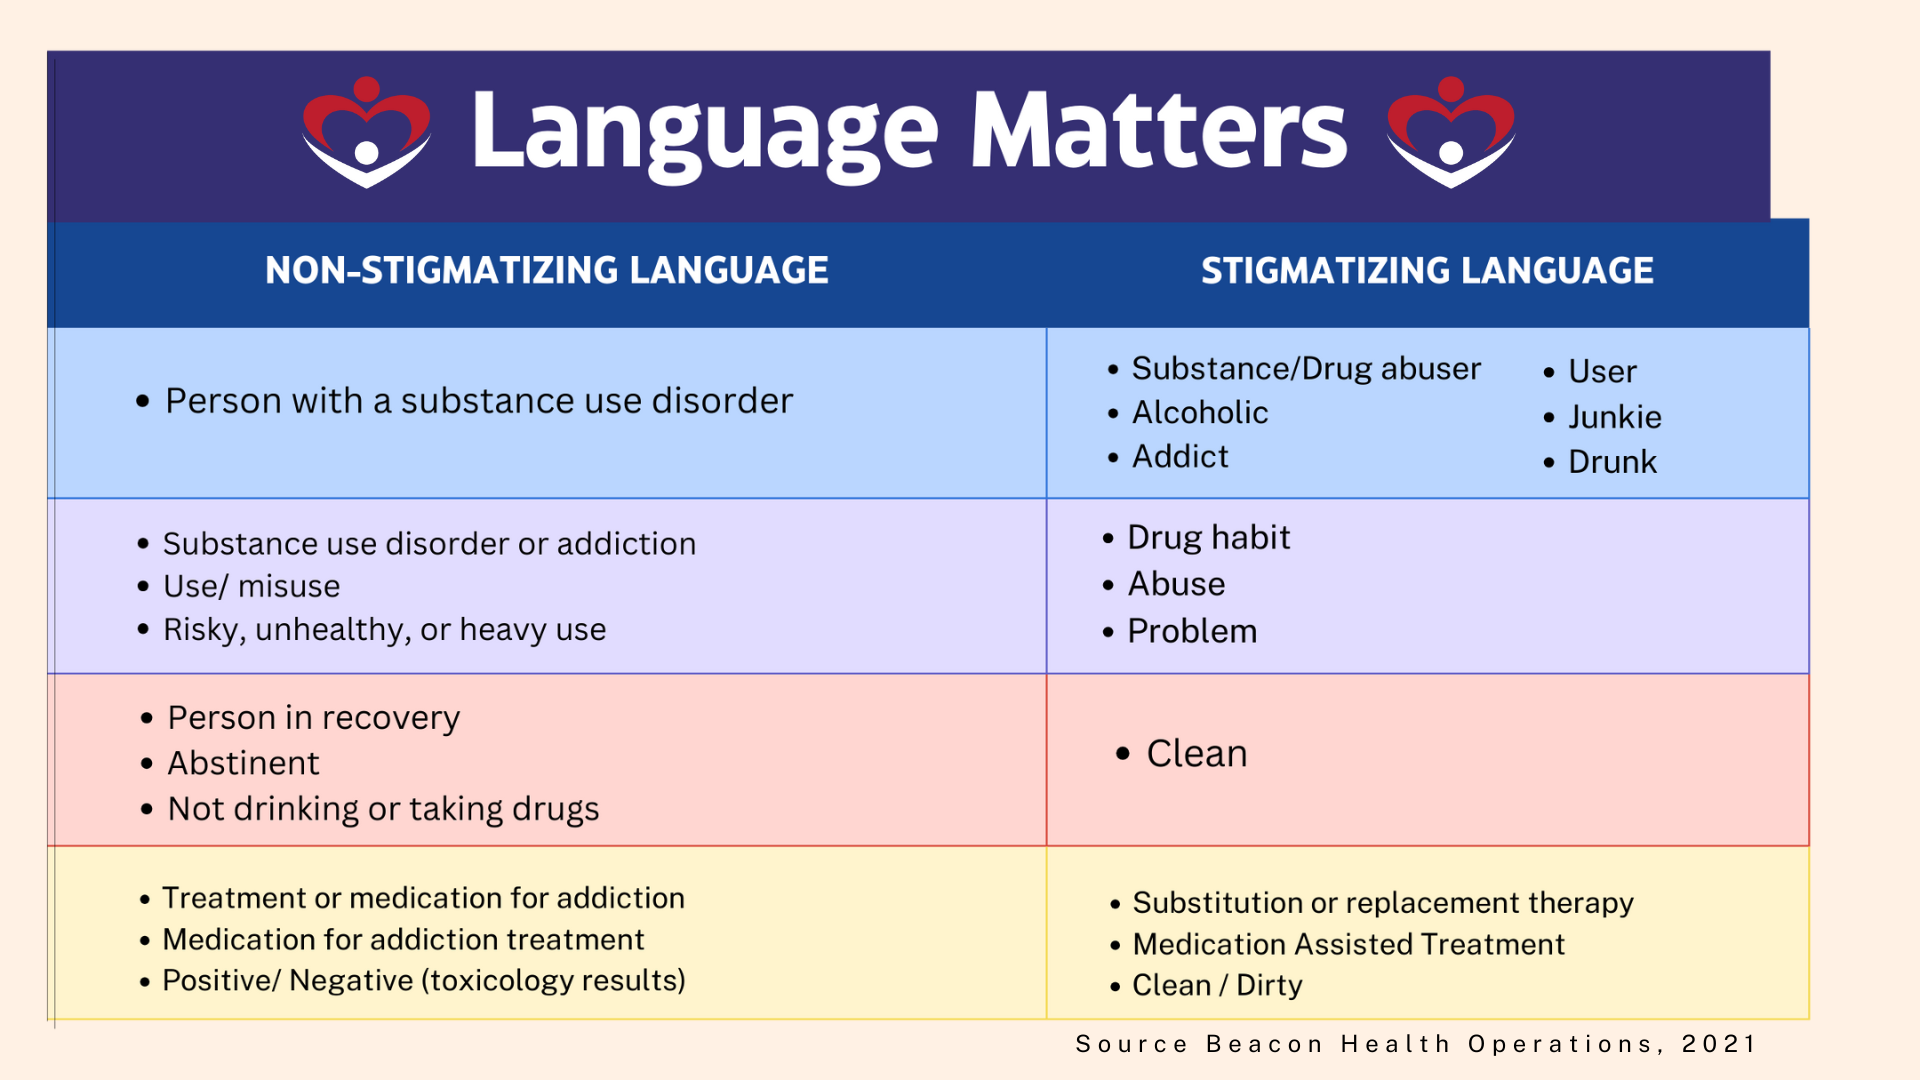 Language Matters
NON-STIGMATIZING LANGUAGE
STIGMATIZING LANGUAGE
• Person with a substance use disorder
• Substance/Drug abuser
• Alcoholic
• Addict
• User
• Junkie
• Drunk
• Substance use disorder or addiction
• Use/ misuse
• Risky, unhealthy, or heavy use
• Drug habit
• Abuse
• Problem
• Person in recovery
• Abstinent
• Not drinking or taking drugs
• Clean
• Treatment or medication for addiction
• Medication for addiction treatment
• Positive/ Negative (toxicology results)
• Substitution or replacement therapy
• Medication Assisted Treatment
• Clean / Dirty
Source Beacon Health Operations, 2021